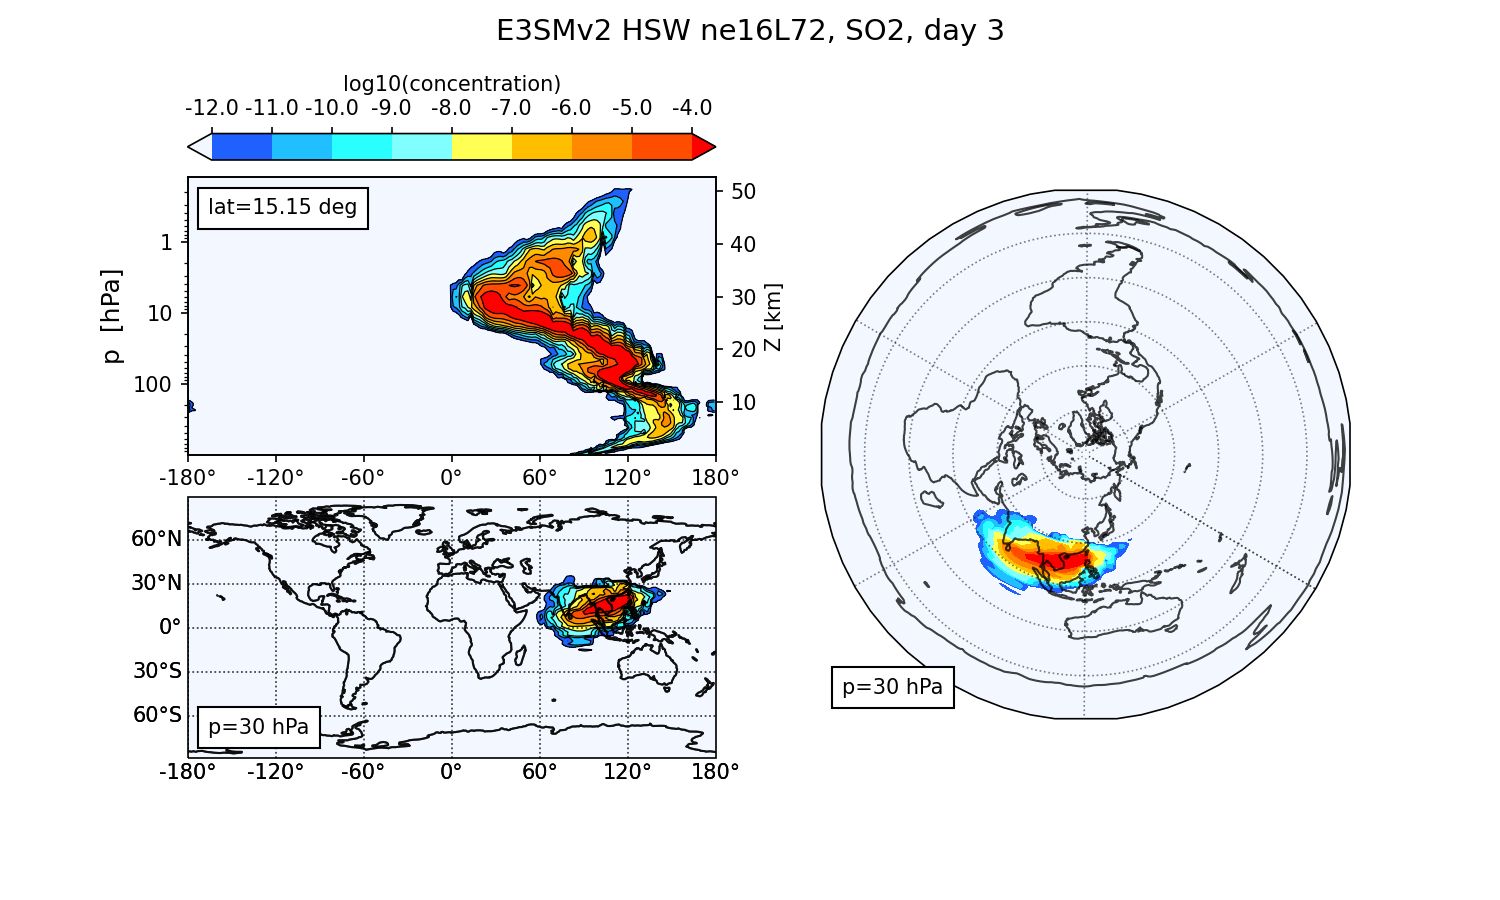 E3SMv2 HSW ne16L72, SO2, day 3
log10(concentration)
-12.0 -11.0 -10.0 -9.0 -8.0 -7.0 -6.0 -5.0 -4.0
lat=15.15 deg
p [hPa]
1
10
100
50
40
30
20
10
Z [km]
-180° -120° -60° 0° 60° 120° 180°
60°N
30°N
0°
30°S
60°S
p=30 hPa
-180° -120° -60° 0° 60° 120° 180°
p=30 hPa